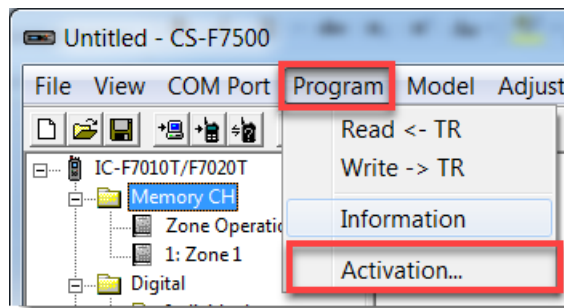 Untitled - CS-F7500
File View COM Port Program Model Adjust
Read <- TR
Write -> TR
Information
Activation...
IC-F7010T/F7020T
Memory CH
Zone Operatio
1: Zone 1
Digital